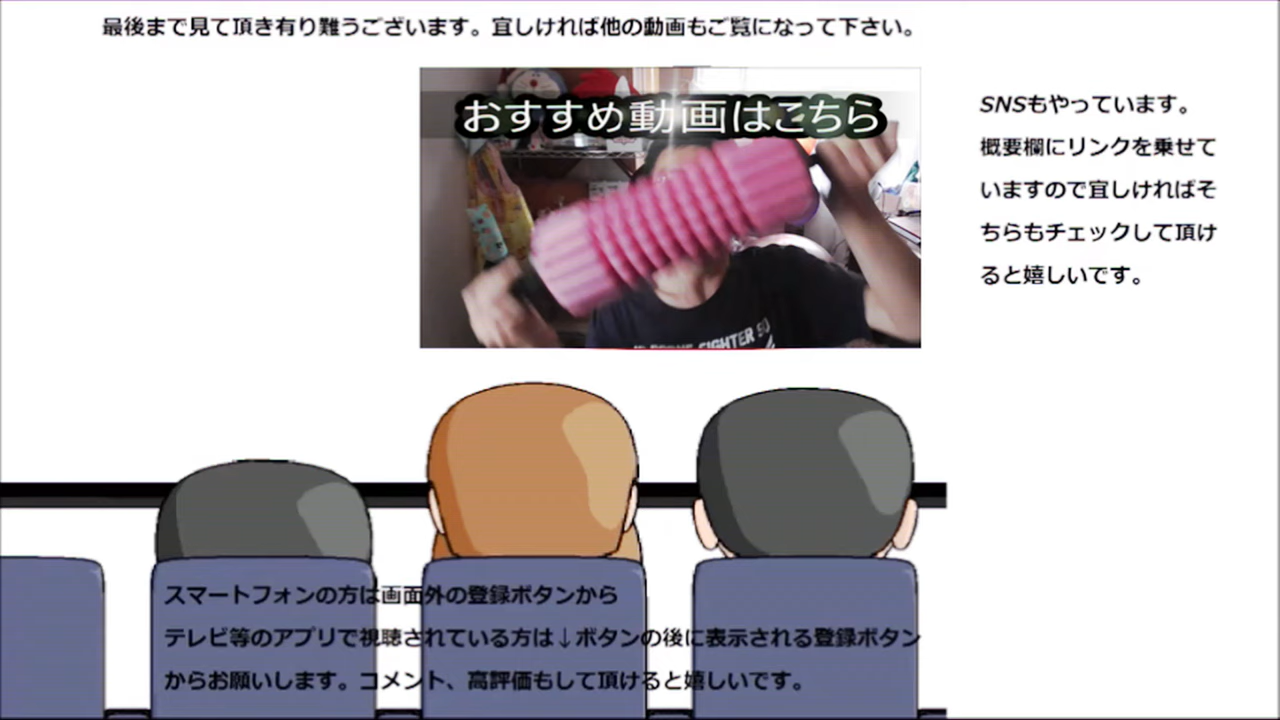 最後まで見て頂き有り難うございます。宜しければ他の動画もご覧になって下さい。
おすすめ動画はこちら
SNSもやっています。
概要欄にリンクを乗せて
いますので宜しければそ
ちらもチェックして頂け
ると嬉しいです。
FIGHTER
スマートフォンの方は画面外の登録ボタンから
テレビ等のアプリで視聴されている方は↓ボタンの後に表示される登録ボタン
からお願いします。コメント、高評価もして頂けると嬉しいです。